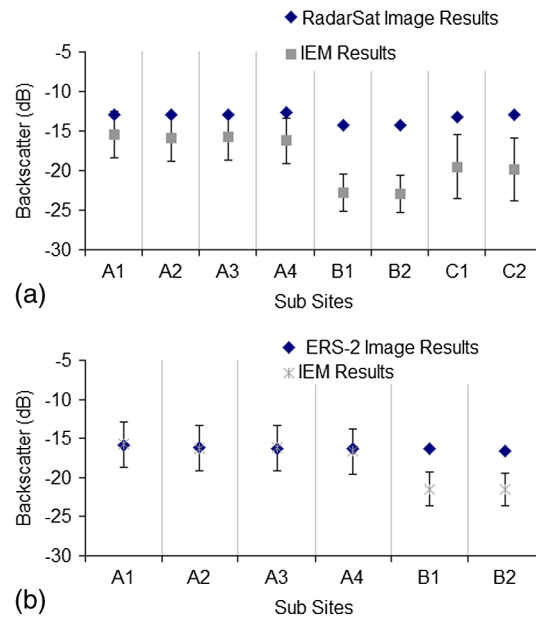 RadarSat Image Results
IEM Results
-5
-10
-15
-20
-25
-30
Backscatter (dB)
A1 A2 A3 A4 B1 B2 C1 C2
(a)
Sub Sites
ERS-2 Image Results
IEM Results
-5
-10
-15
-20
-25
-30
Backscatter (dB)
A1 A2 A3 A4 B1 B2
(b)
Sub Sites